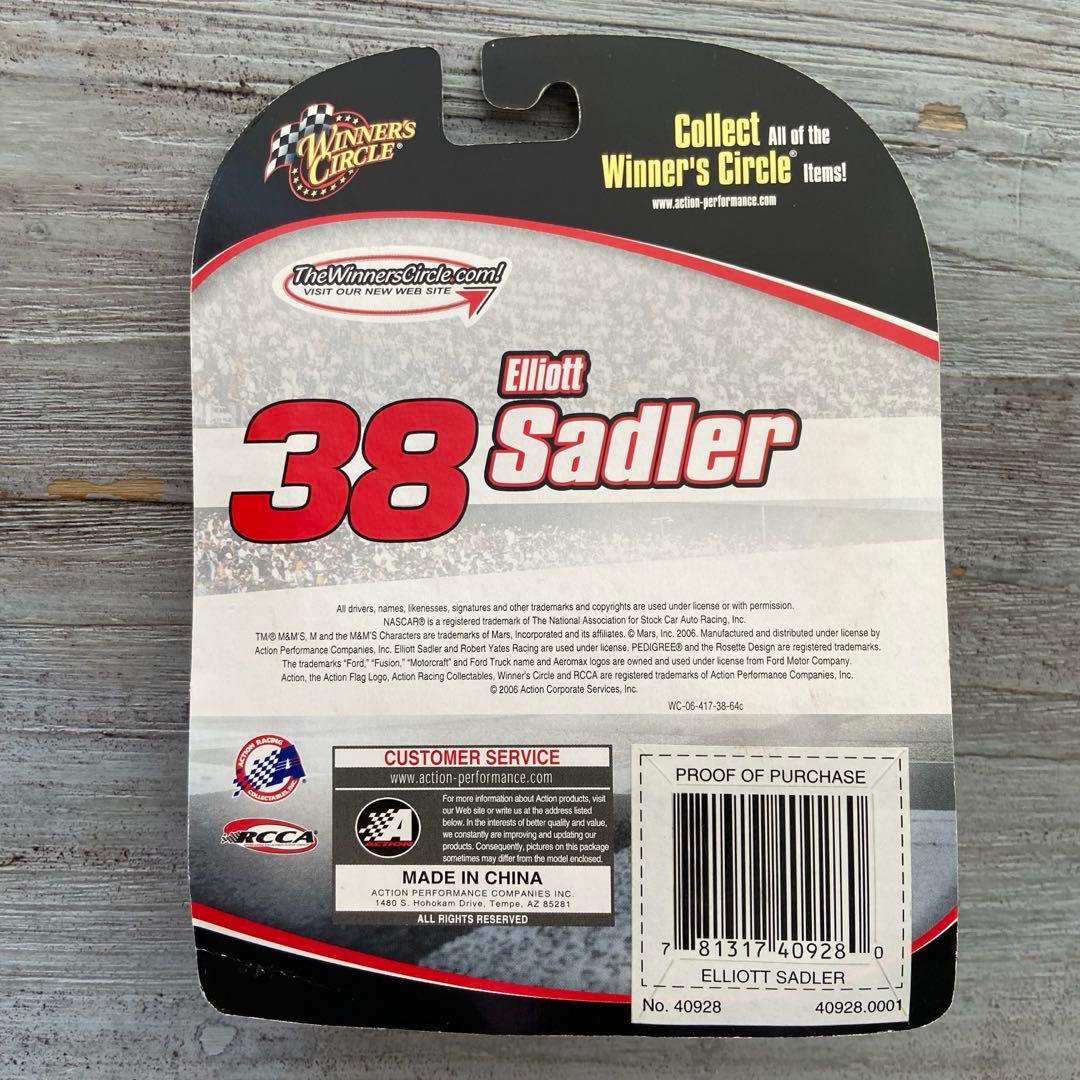 WINNER'S
CIRCLE®
Collect All of the
Winner's Circle® Items!
www.action-performance.com
TheWinnersCircle.com!
VISIT OUR NEW WEB SITE
Elliott
38 Sadler
All drivers, names, likenesses, signatures and other trademarks and copyrights are used under license or with permission.
NASCAR® is a registered trademark of The National Association for Stock Car Auto Racing, Inc.
TM/® M&M'S, M and the M&M'S Characters are trademarks of Mars, Incorporated and its affiliates. © Mars, Inc. 2006. Manufactured and distributed under license by
Action Performance Companies, Inc. Elliott Sadler and Robert Yates Racing are used under license. PEDIGREE® and the Rosette Design are registered trademarks.
The trademarks "Ford," "Fusion," "Motorcraft" and Ford Truck name and Aeromax logos are owned and used under license from Ford Motor Company.
Action, the Action Flag Logo, Action Racing Collectables, Winner's Circle and RCCA are registered trademarks of Action Performance Companies, Inc.
© 2006 Action Corporate Services, Inc.
WC-06-417-38-64c
ACTION RACING
COLLECTABLES, INC.
RCCA
CUSTOMER SERVICE
www.action-performance.com
For more information about Action products, visit
our Web site or write us at the address listed
below. In the interests of better quality and value,
we constantly are improving and updating our
products. Consequently, pictures on this package
sometimes may differ from the model enclosed.
A
ACTION
MADE IN CHINA
ACTION PERFORMANCE COMPANIES INC.
1480 S. Hohokam Drive, Tempe, AZ 85281
ALL RIGHTS RESERVED
PROOF OF PURCHASE
7 81317 40928 0
ELLIOTT SADLER
No. 40928 40928.0001